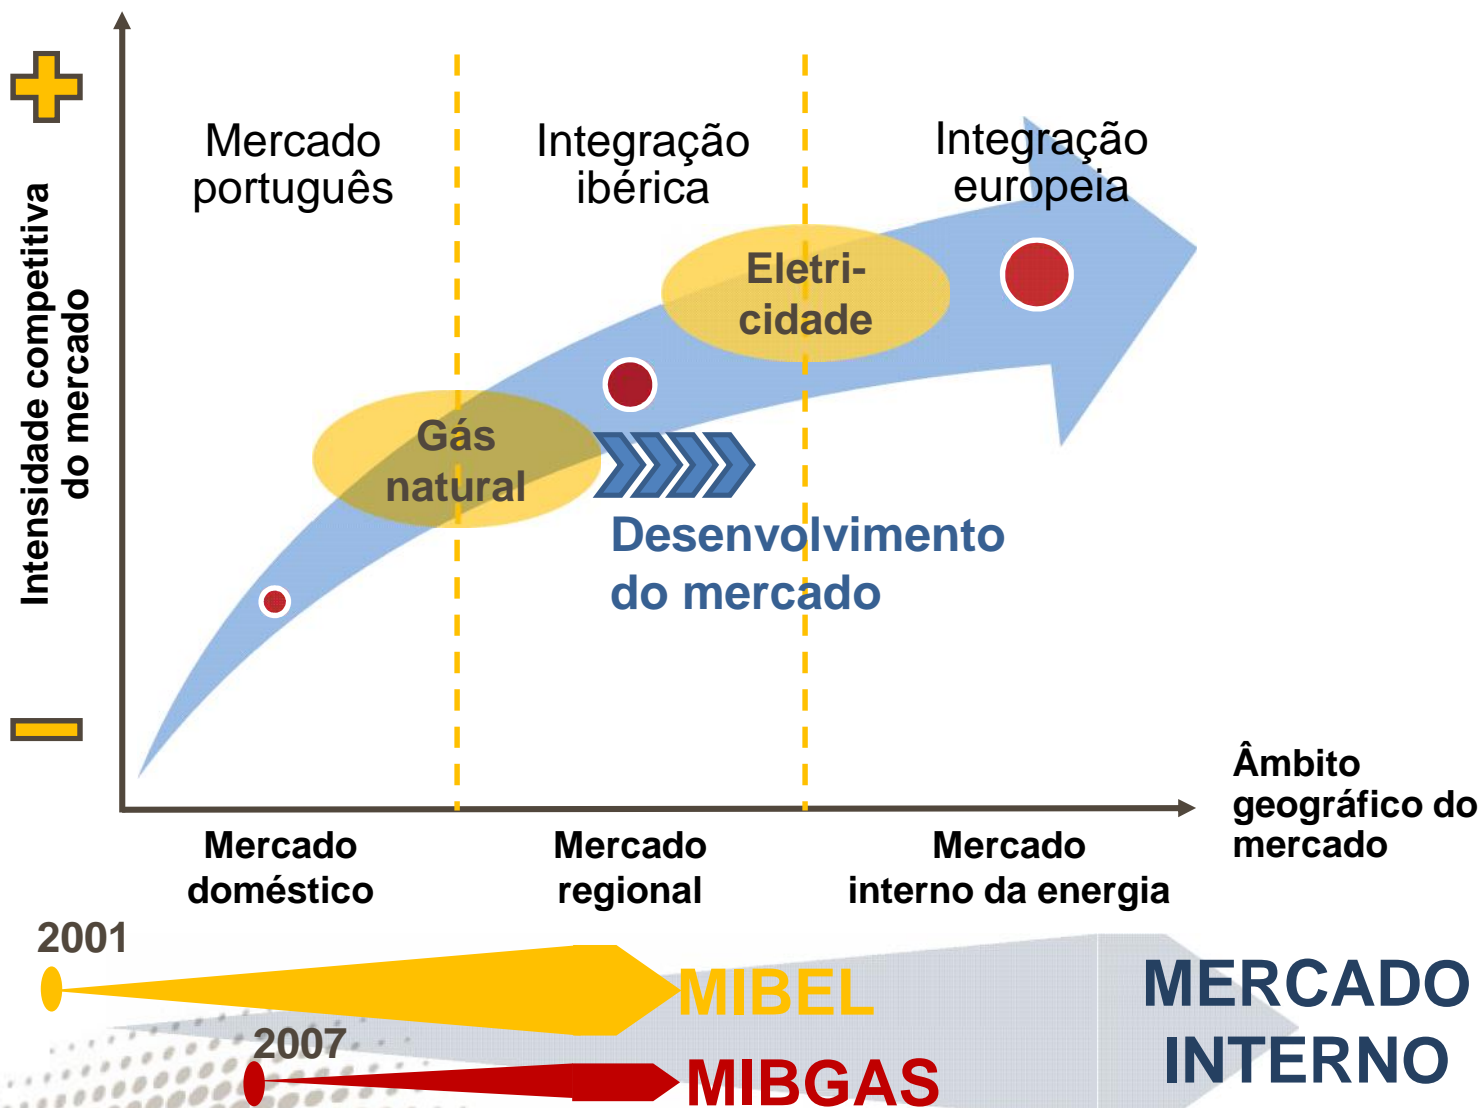 Mercado
português
Integração
ibérica
Integração
europeia
Intensidade competitiva
do mercado
Eletri-
cidade
Gás
natural
Desenvolvimento
do mercado
Âmbito
geográfico do
mercado
Mercado
doméstico
Mercado
regional
Mercado
interno da energia
2001
MIBEL
2007
MIBGAS
MERCADO
INTERNO